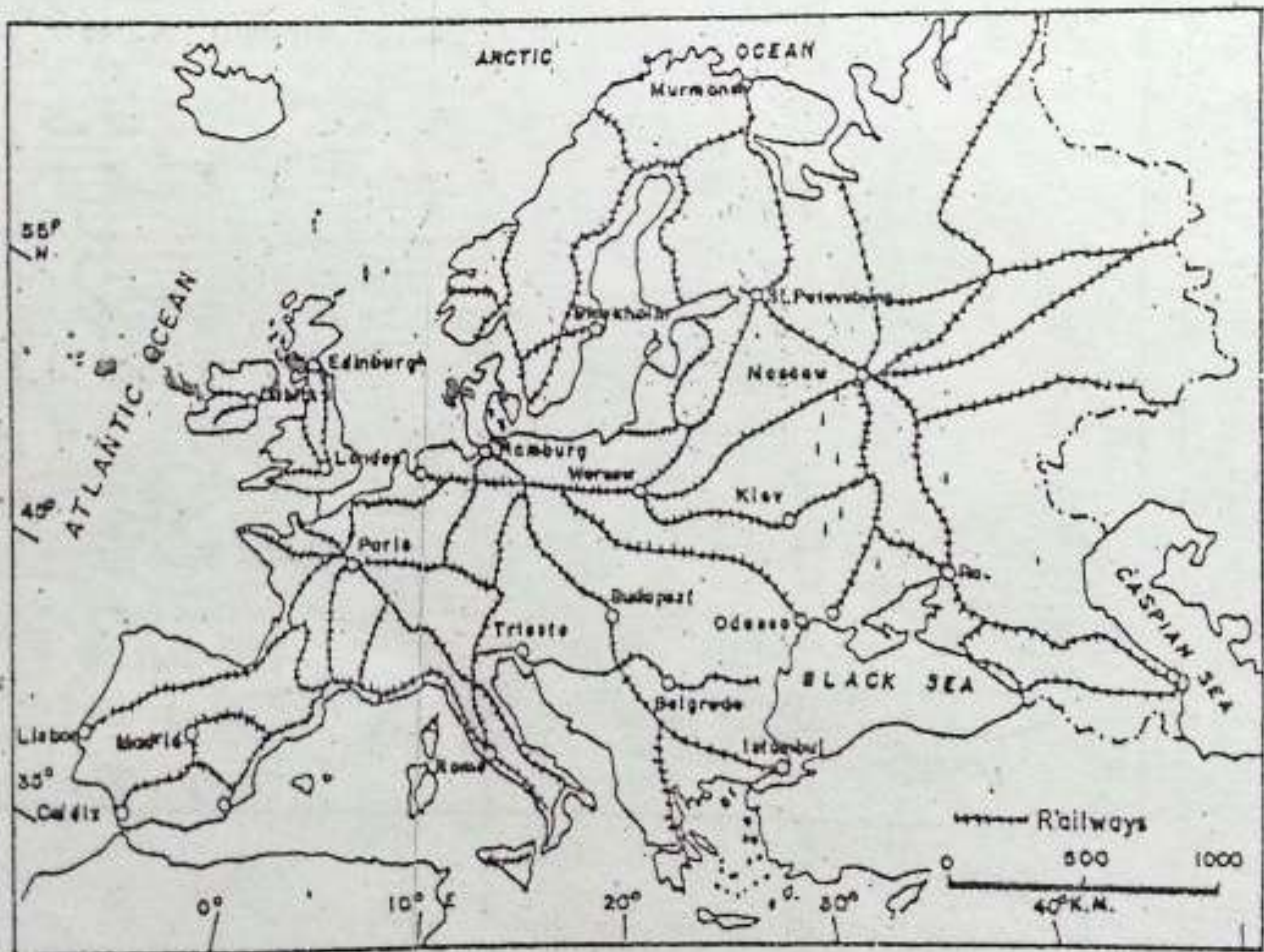 ARCTIC OCEAN
Murmansk
55°
N
ATLANTIC OCEAN
St. Petersburg
Edinburgh
Moscow
London
Hamburg
Warsaw
Kiev
45°
Paris
Budapest
Odessa
Trieste
CASPIAN SEA
BLACK SEA
Belgrade
Lisbon
Madrid
Istanbul
Rome
35°
Railways
0 500 1000
K.M.
0° 10° E 20° 30° 40°